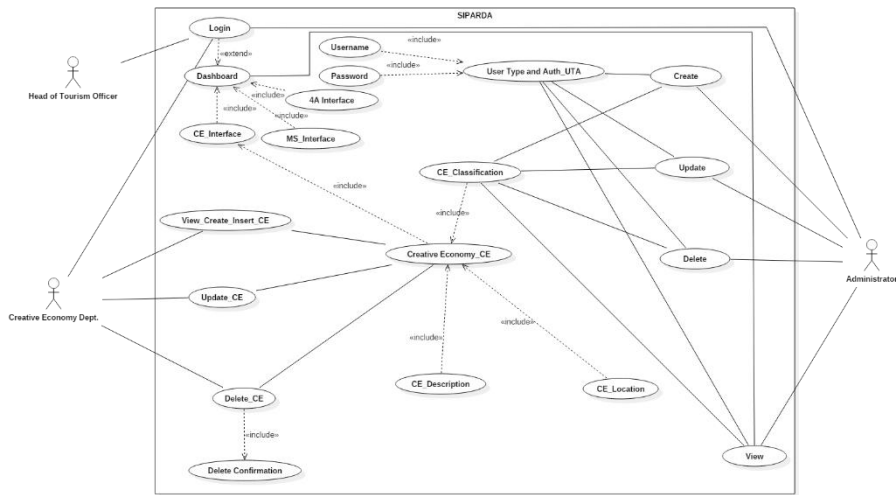 SIPARDA
Login
Username
«include»
«extend»
Password
«include»
User Type and Auth_UTA
Create
Dashboard
Head of Tourism Officer
«include»
4A Interface
«include»
«include»
CE_Interface
MS_Interface
CE_Classification
Update
«include»
«include»
View_Create_Insert_CE
Creative Economy_CE
Delete
Administrator
Update_CE
Creative Economy Dept.
«include»
«include»
CE_Description
CE_Location
Delete_CE
«include»
View
Delete Confirmation